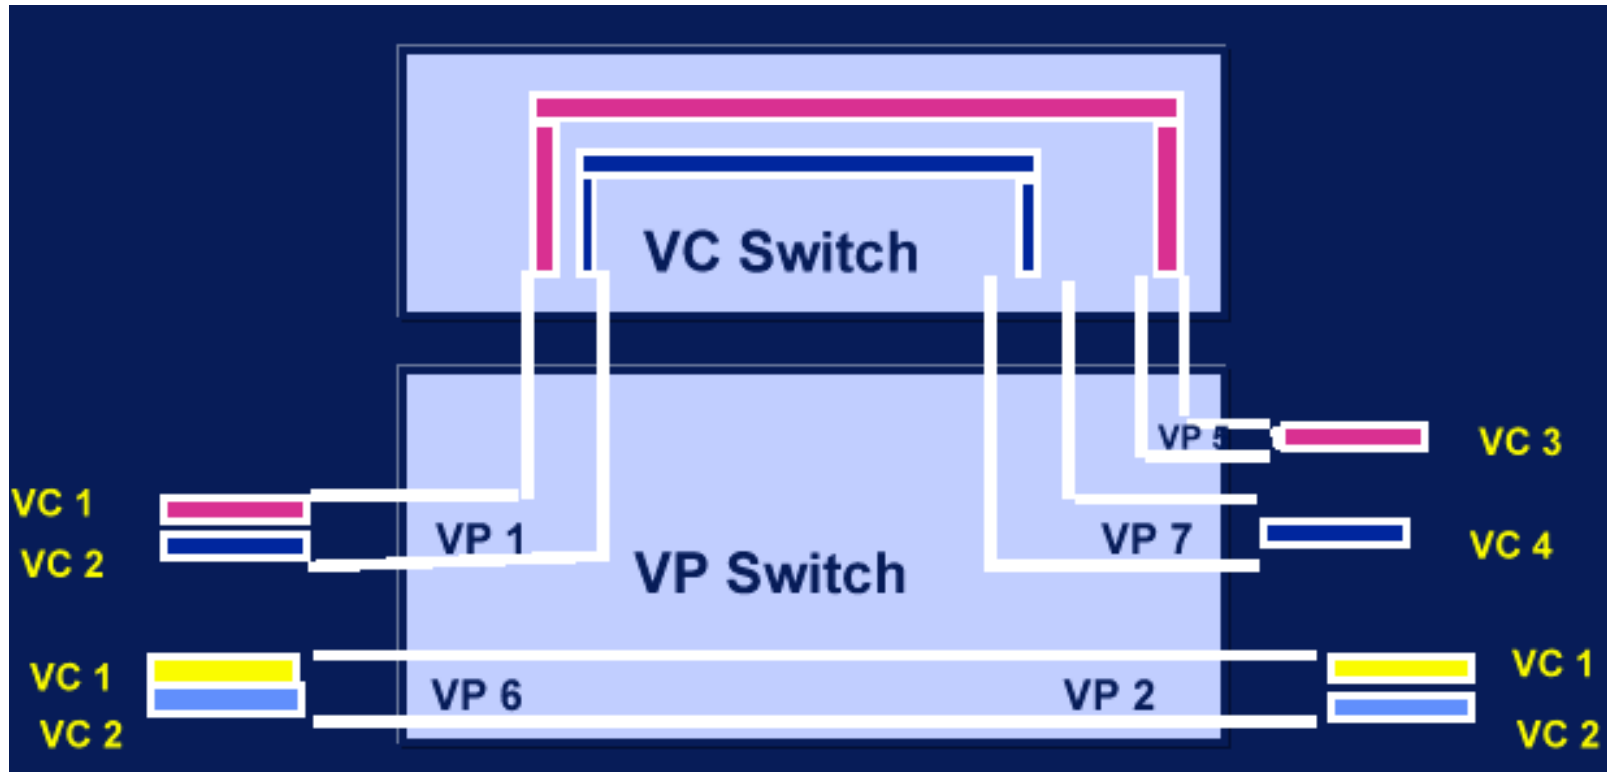 VC Switch
VP 5
VC 3
VC 1
VP 1
VP 7
VC 4
VC 2
VP Switch
VC 1
VC 1
VP 6
VP 2
VC 2
VC 2